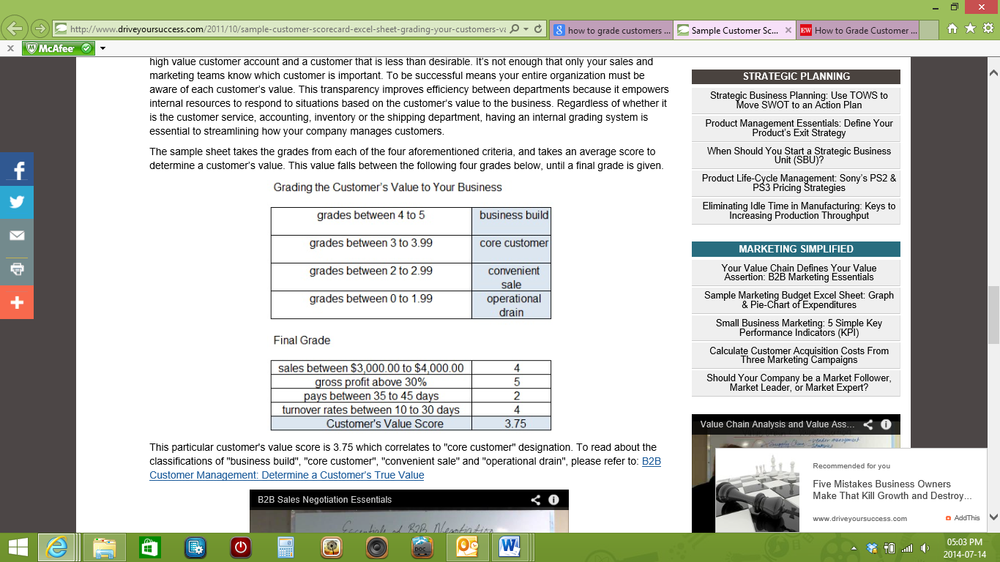 http://www.driveyoursuccess.com/2011/10/sample-customer-scorecard-excel-sheet-grading-your-customers-va
how to grade customers ...
Sample Customer Sc...
EW How to Grade Customer ...
McAfee
high value customer account and a customer that is less than desirable. It's not enough that only your sales and
marketing teams know which customer is important. To be successful means your entire organization must be
aware of each customer's value. This transparency improves efficiency between departments because it empowers
internal resources to respond to situations based on the customer's value to the business. Regardless of whether it
is the customer service, accounting, inventory or the shipping department, having an internal grading system is
essential to streamlining how your company manages customers.
The sample sheet takes the grades from each of the four aforementioned criteria, and takes an average score to
determine a customer's value. This value falls between the following four grades below, until a final grade is given.
Grading the Customer's Value to Your Business
grades between 4 to 5 business build
grades between 3 to 3.99 core customer
grades between 2 to 2.99 convenient
sale
grades between 0 to 1.99 operational
drain
Final Grade
sales between $3,000.00 to $4,000.00 4
gross profit above 30% 5
pays between 35 to 45 days 2
turnover rates between 10 to 30 days 4
Customer's Value Score 3.75
This particular customer's value score is 3.75 which correlates to "core customer" designation. To read about the
classifications of "business build", "core customer", "convenient sale" and "operational drain", please refer to: B2B
Customer Management: Determine a Customer's True Value
B2B Sales Negotiation Essentials
Essentials of B2B Negotiation
STRATEGIC PLANNING
Strategic Business Planning: Use TOWS to
Move SWOT to an Action Plan
Product Management Essentials: Define Your
Product's Exit Strategy
When Should You Start a Strategic Business
Unit (SBU)?
Product Life-Cycle Management: Sony's PS2 &
PS3 Pricing Strategies
Eliminating Idle Time in Manufacturing: Keys to
Increasing Production Throughput
MARKETING SIMPLIFIED
Your Value Chain Defines Your Value
Assertion: B2B Marketing Essentials
Sample Marketing Budget Excel Sheet: Graph
& Pie-Chart of Expenditures
Small Business Marketing: 5 Simple Key
Performance Indicators (KPI)
Calculate Customer Acquisition Costs From
Three Marketing Campaigns
Should Your Company be a Market Follower,
Market Leader, or Market Expert?
Value Chain Analysis and Value Ass...
Recommended for you
Five Mistakes Business Owners
Make That Kill Growth and Destroy...
www.driveyoursuccess.com
AddThis
DOC
05:03 PM
2014-07-14